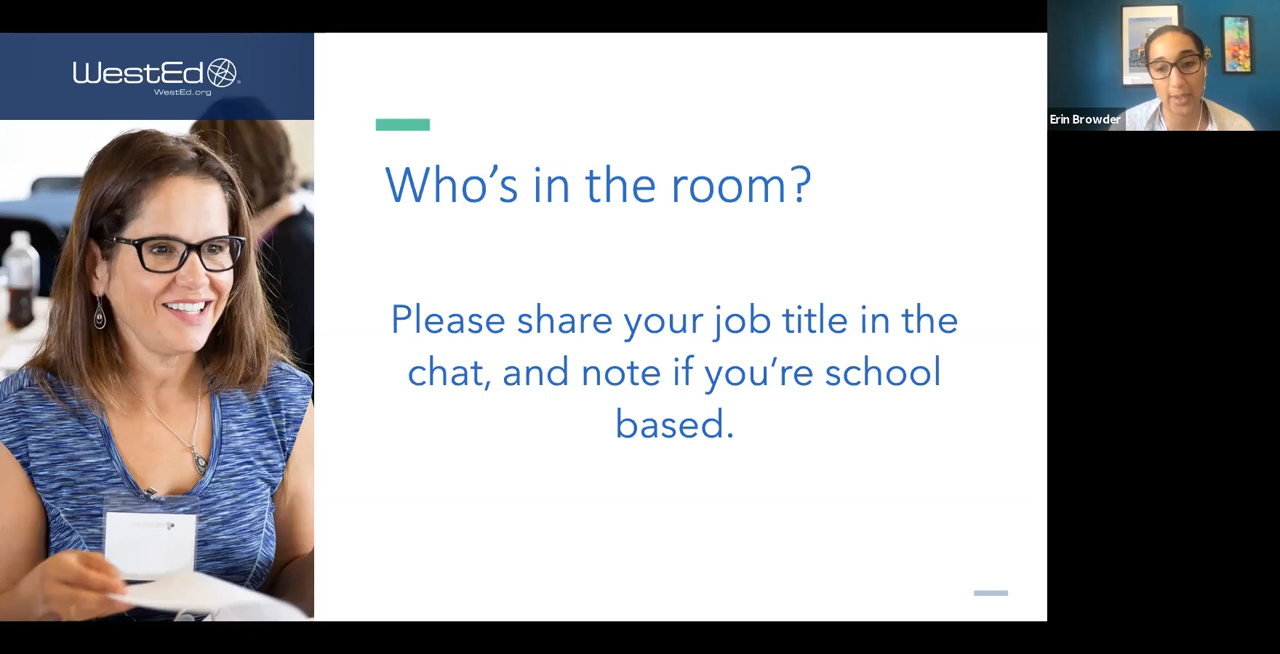 WestEd
WestEd.org
Who's in the room?
Please share your job title in the
chat, and note if you're school
based.
Erin Browder